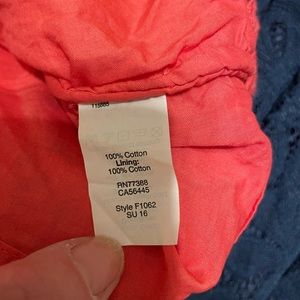 100% Cotton
Lining:
100% Cotton
RN77388
CA56445
Style F1062
SU 16